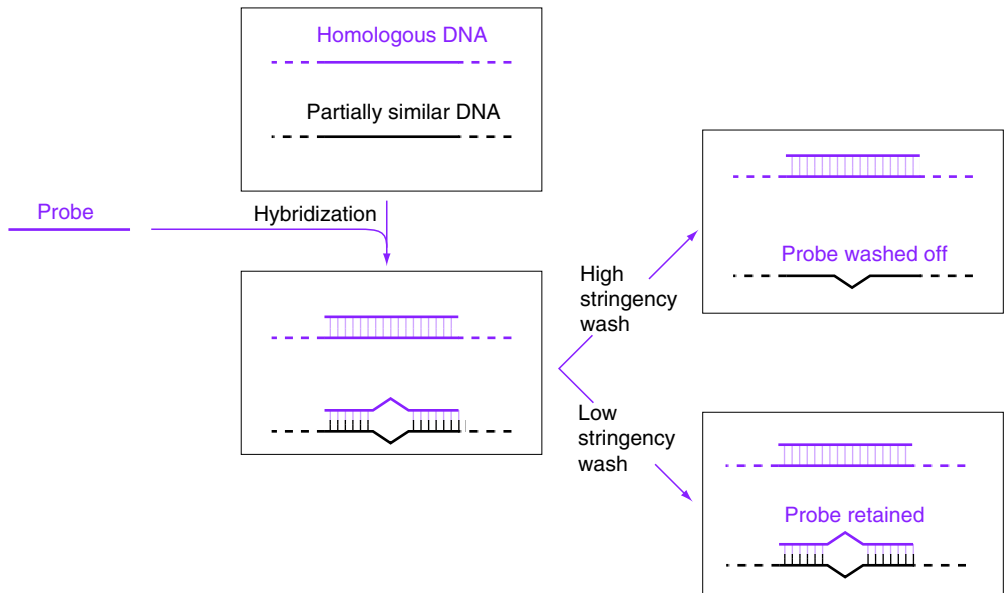 Homologous DNA
Partially similar DNA
Probe
Hybridization
High
stringency
wash
Low
stringency
wash
Probe washed off
Probe retained